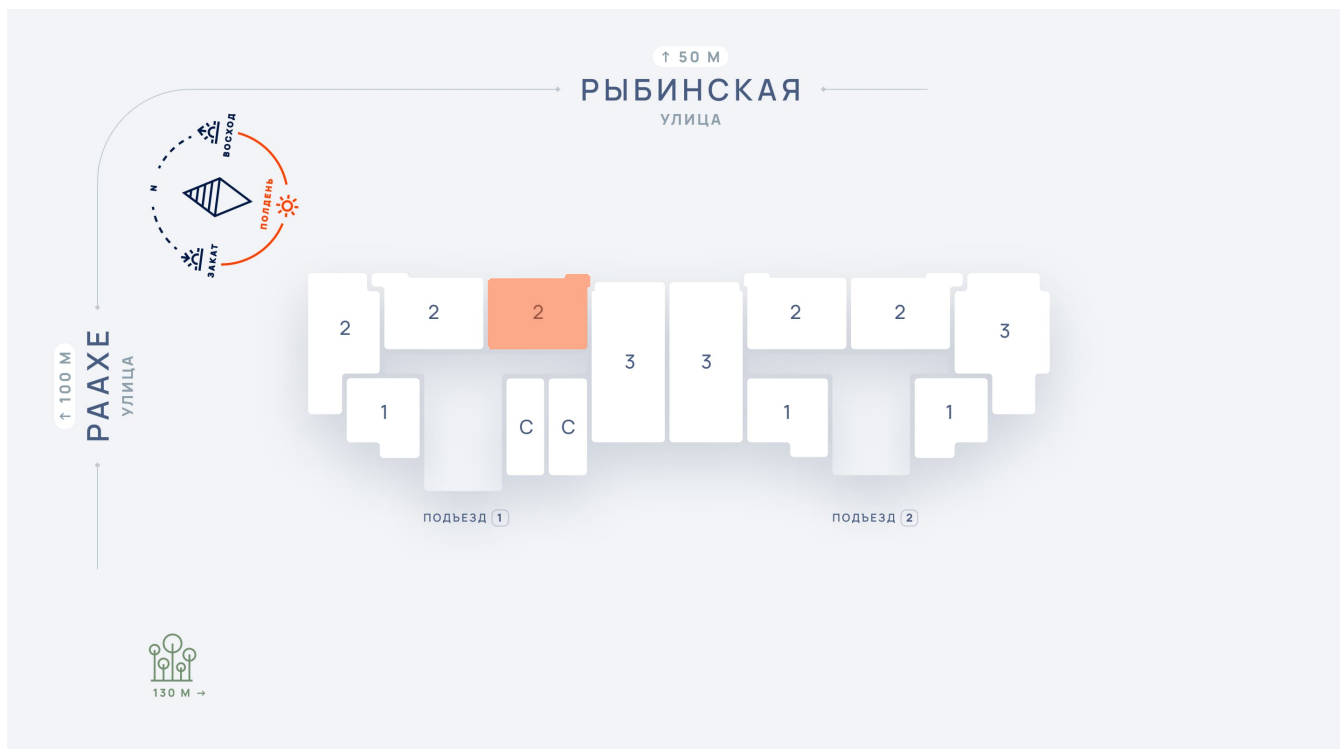 ↑ 50 М
РЫБИНСКАЯ
УЛИЦА
ВОСХОД
N
ПОЛДЕНЬ
ЗАКАТ
↑ 100 М
РААХЕ
УЛИЦА
2
2
2
3
3
2
2
3
1
С
С
1
1
ПОДЪЕЗД 1
ПОДЪЕЗД 2
130 М →